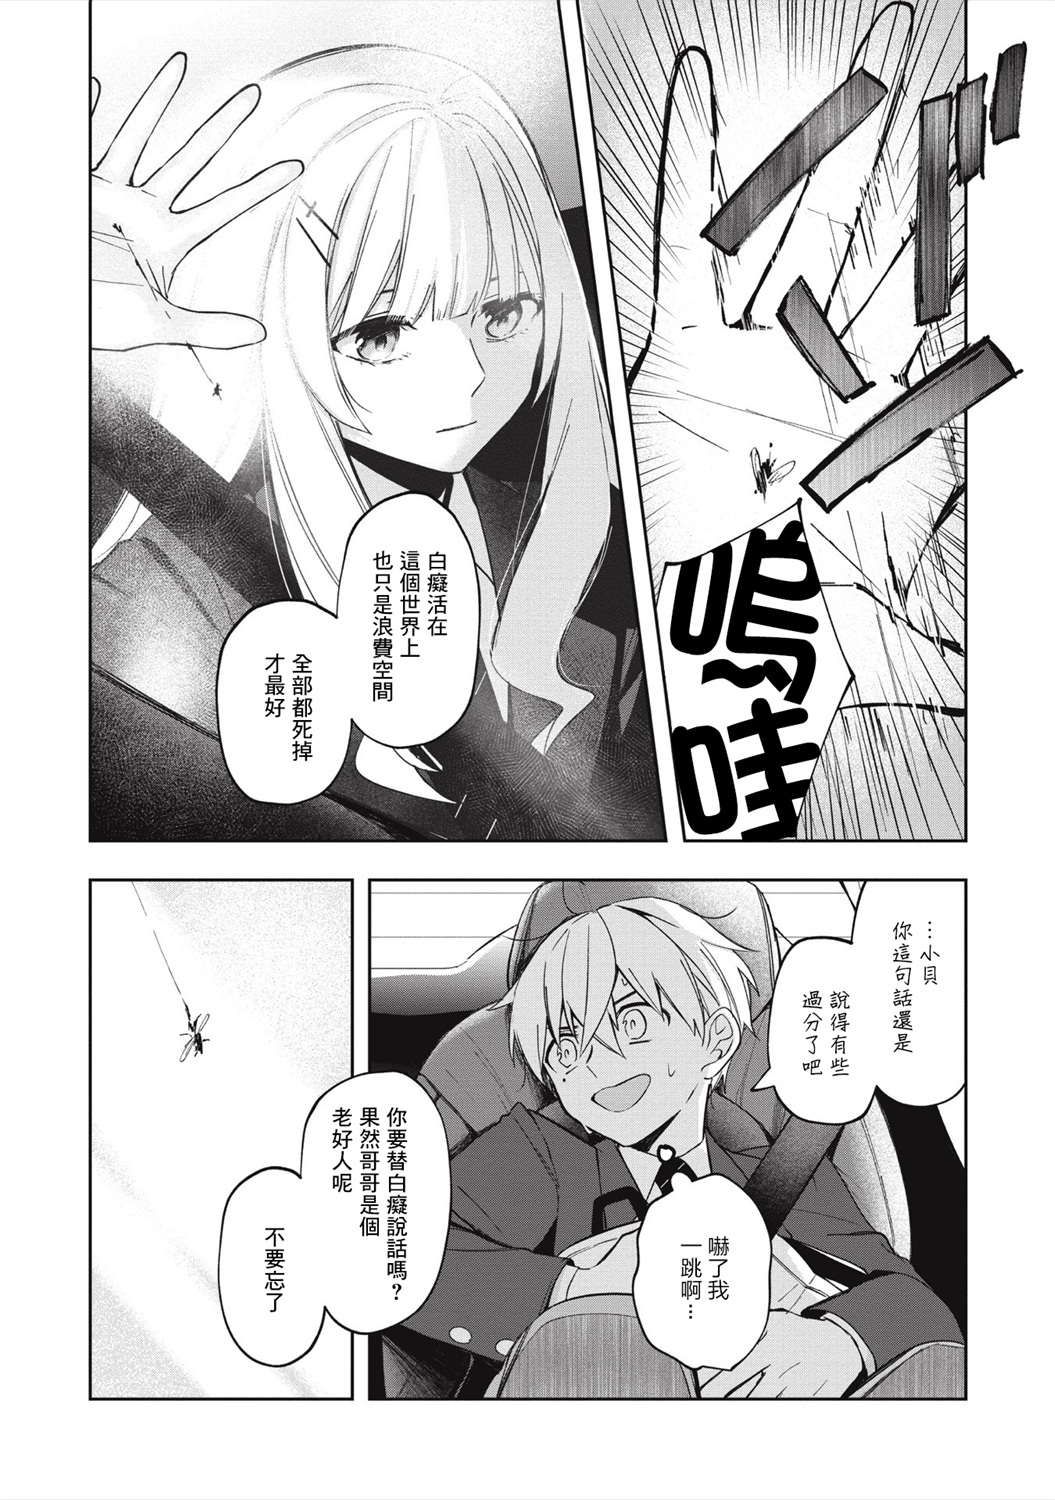 嗚哇
白癡活在
這個世界上
也只是浪費空間
全部都死掉
才最好
…小貝
你這句話還是
說得有些
過分了吧
嚇了我
一跳啊…
你要替白癡說話嗎?
果然哥哥是個
老好人呢
不要忘了